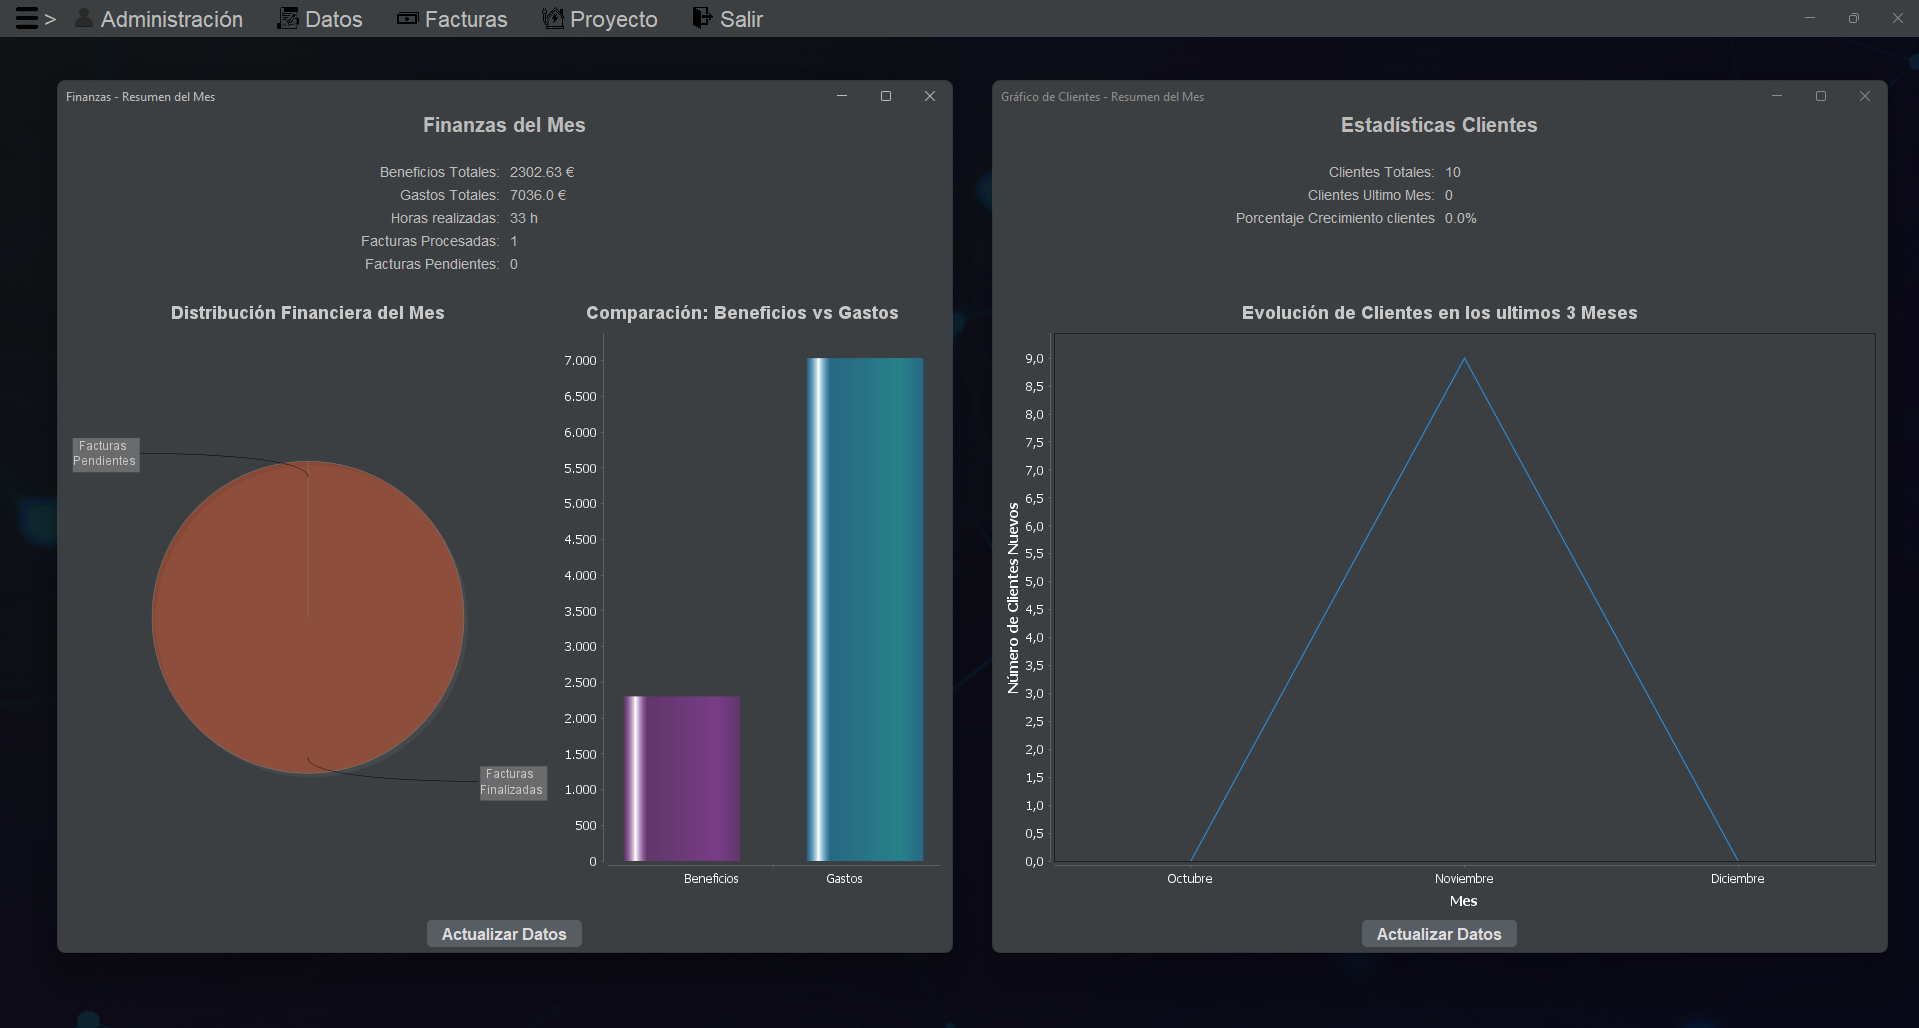 > Administración Datos Facturas Proyecto Salir
Finanzas - Resumen del Mes
Finanzas del Mes
Beneficios Totales: 2302.63 €
Gastos Totales: 7036.0 €
Horas realizadas: 33 h
Facturas Procesadas: 1
Facturas Pendientes: 0
Distribución Financiera del Mes
Facturas
Pendientes
Facturas
Finalizadas
Comparación: Beneficios vs Gastos
7.000
6.500
6.000
5.500
5.000
4.500
4.000
3.500
3.000
2.500
2.000
1.500
1.000
500
0
Beneficios Gastos
Actualizar Datos
Gráfico de Clientes - Resumen del Mes
Estadísticas Clientes
Clientes Totales: 10
Clientes Ultimo Mes: 0
Porcentaje Crecimiento clientes 0.0%
Evolución de Clientes en los ultimos 3 Meses
Número de Clientes Nuevos
9,0
8,5
8,0
7,5
7,0
6,5
6,0
5,5
5,0
4,5
4,0
3,5
3,0
2,5
2,0
1,5
1,0
0,5
0,0
Octubre Noviembre Diciembre
Mes
Actualizar Datos